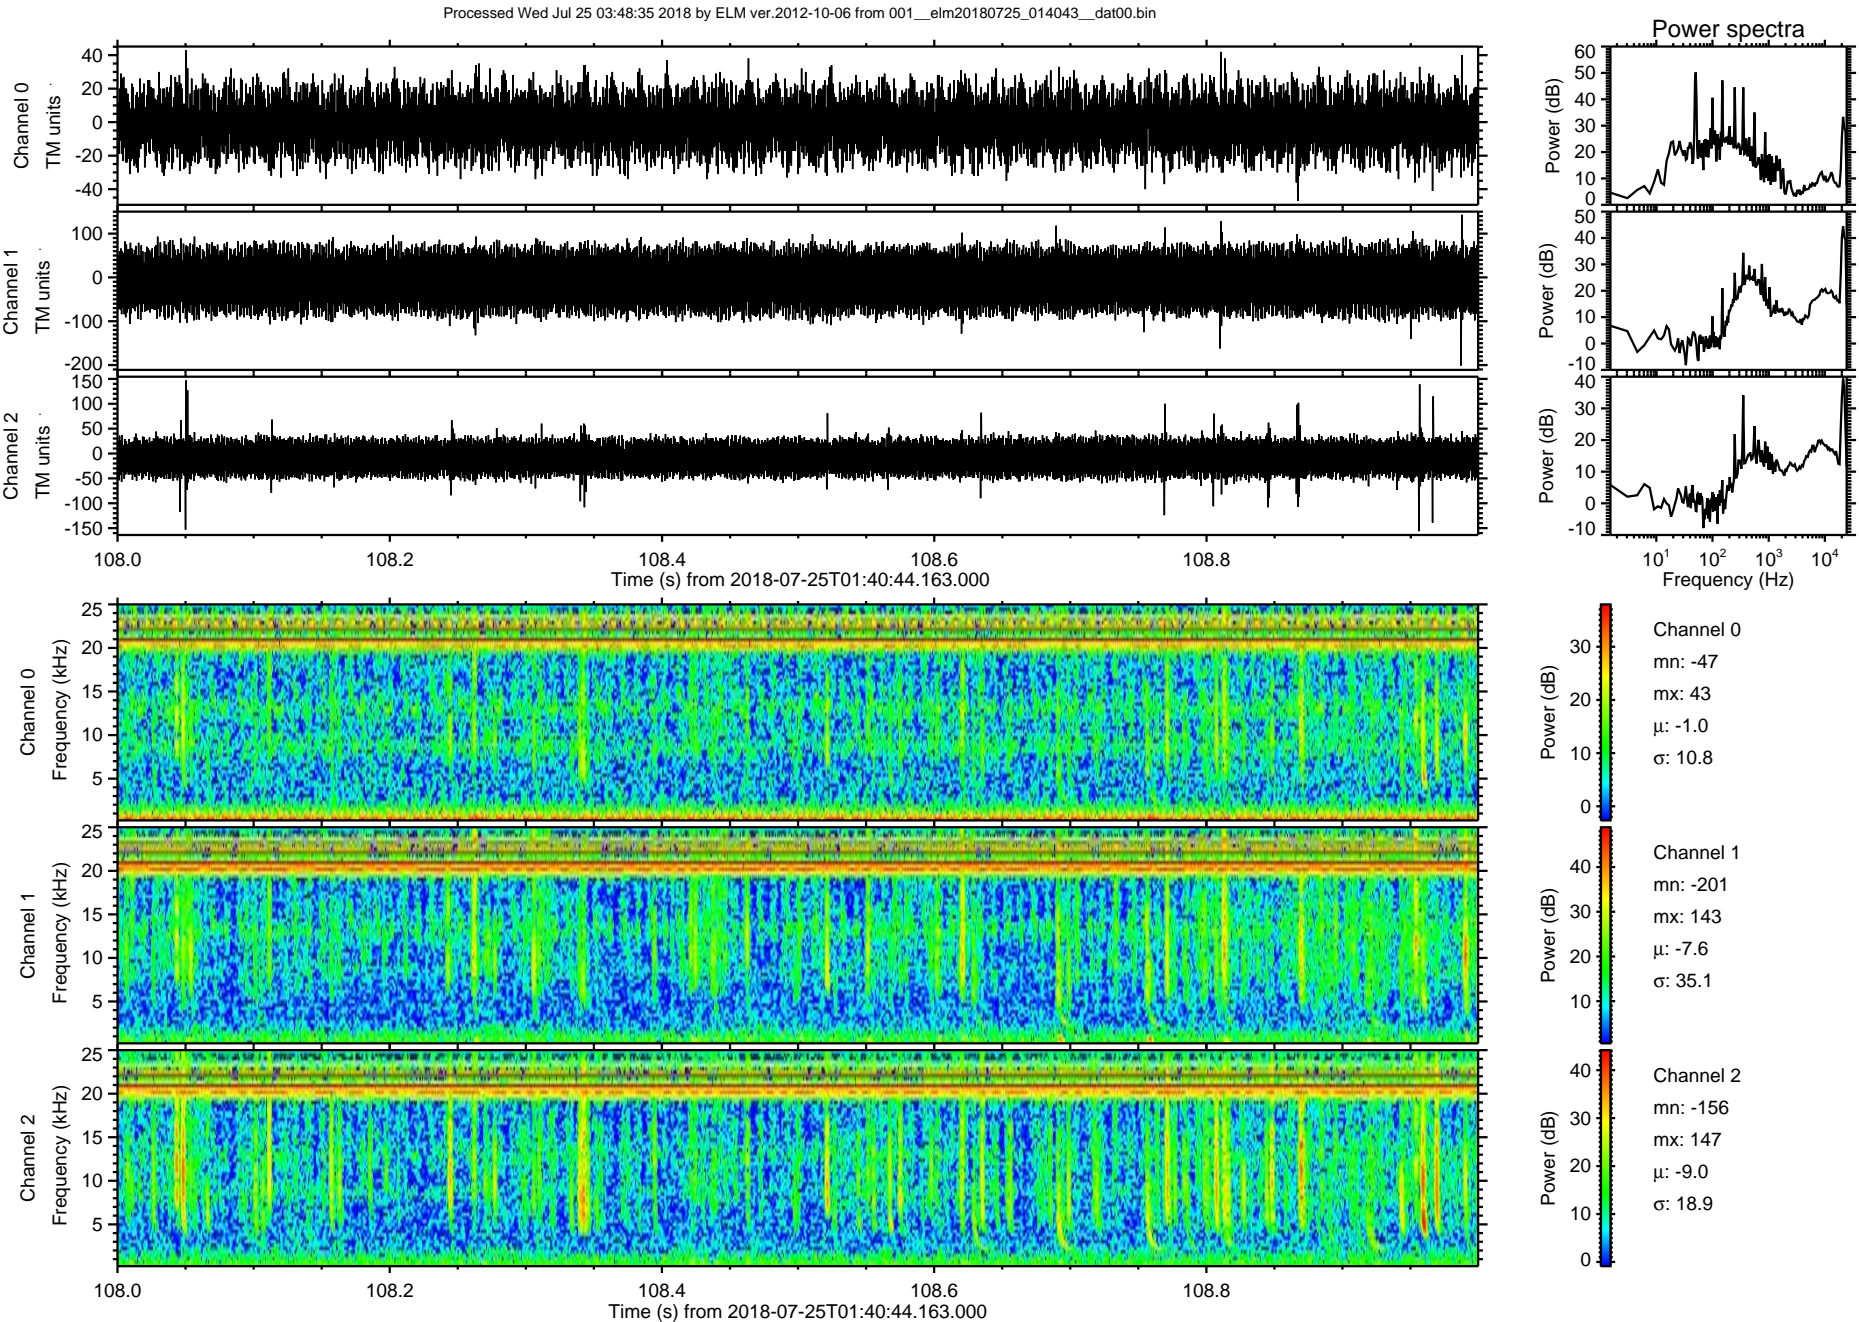 Processed Wed Jul 25 03:48:35 2018 by ELM ver.2012-10-06 from 001__elm20180725_014043__dat00.bin
Power spectra
Channel 0
TM units
40
20
0
-20
-40
Power (dB)
60
50
40
30
20
10
0
Channel 1
TM units
100
0
-100
-200
Power (dB)
50
40
30
20
10
0
-10
Channel 2
TM units
150
100
50
0
-50
-100
-150
Power (dB)
40
30
20
10
0
-10
108.0 108.2 108.4 108.6 108.8
Time (s) from 2018-07-25T01:40:44.163.000
10^1 10^2 10^3 10^4
Frequency (Hz)
Channel 0
Frequency (kHz)
25
20
15
10
5
Power (dB)
30
20
10
0
Channel 0
mn: -47
mx: 43
μ: -1.0
σ: 10.8
Channel 1
Frequency (kHz)
25
20
15
10
5
Power (dB)
40
30
20
10
Channel 1
mn: -201
mx: 143
μ: -7.6
σ: 35.1
Channel 2
Frequency (kHz)
25
20
15
10
5
Power (dB)
40
30
20
10
0
Channel 2
mn: -156
mx: 147
μ: -9.0
σ: 18.9
108.0 108.2 108.4 108.6 108.8
Time (s) from 2018-07-25T01:40:44.163.000